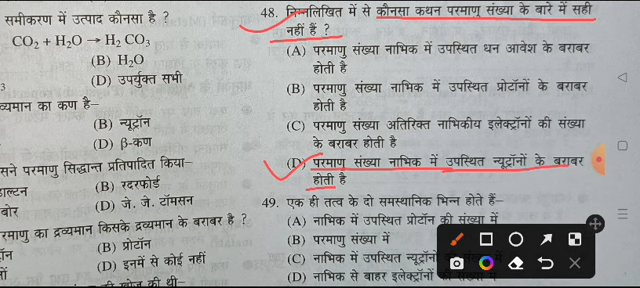 समीकरण में उत्पाद कौनसा है ?
CO2 + H2O → H2 CO3
(B) H2O
3
(D) उपर्युक्त सभी
व्यमान का कण है–
(B) न्यूट्रॉन
(D) β-कण
सने परमाणु सिद्धान्त प्रतिपादित किया–
डाल्टन
(B) रदरफोर्ड
बोर
(D) जे. जे. टॉमसन
रमाणु का द्रव्यमान किसके द्रव्यमान के बराबर है ?
(B) प्रोटॉन
(D) इनमें से कोई नहीं
की खोज की थी–
48. निम्नलिखित में से कौनसा कथन परमाणु संख्या के बारे में सही
नहीं हैं ?
(A) परमाणु संख्या नाभिक में उपस्थित धन आवेश के बराबर
होती है
(B) परमाणु संख्या नाभिक में उपस्थित प्रोटॉनों के बराबर
होती है
(C) परमाणु संख्या अतिरिक्त नाभिकीय इलेक्ट्रॉनों की संख्या
के बराबर होती है
(D) परमाणु संख्या नाभिक में उपस्थित न्यूट्रॉनों के बराबर
होती है
49. एक ही तत्व के दो समस्थानिक भिन्न होते हैं–
(A) नाभिक में उपस्थित प्रोटॉन की संख्या में
(B) परमाणु संख्या में
(C) नाभिक में उपस्थित न्यूट्रॉनों
(D) नाभिक से बाहर इलेक्ट्रॉनों की संख्या में